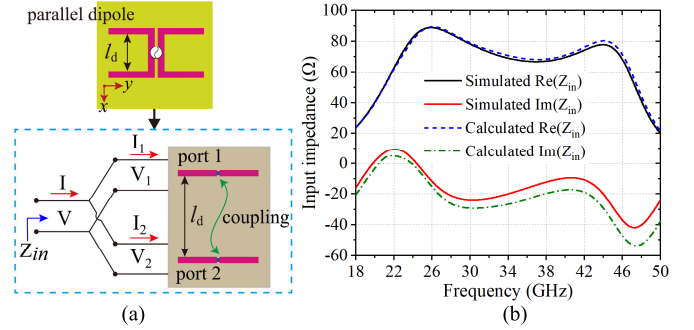 parallel dipole
l_d
y
x
I_1
port 1
I
V_1
V
I_2
l_d
coupling
Z_in
V_2
port 2
(a)
Input impedance (Ω)
100
80
60
40
20
0
-20
-40
-60
Simulated Re(Z_in)
Simulated Im(Z_in)
Calculated Re(Z_in)
Calculated Im(Z_in)
18 22 26 30 34 38 42 46 50
Frequency (GHz)
(b)